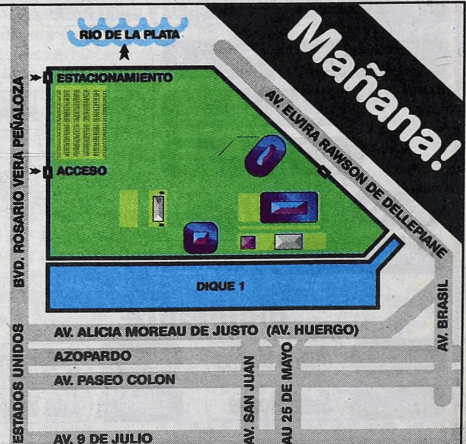 RIO DE LA PLATA
Mañana!
ESTACIONAMIENTO
ACCESO
BVD. ROSARIO VERA PEÑALOZA
AV. ELVIRA RAWSON DE DELLEPIANE
DIQUE 1
AV. BRASIL
AV. ALICIA MOREAU DE JUSTO (AV. HUERGO)
AZOPARDO
AV. PASEO COLON
ESTADOS UNIDOS
AV. SAN JUAN
AU 25 DE MAYO
AV. 9 DE JULIO